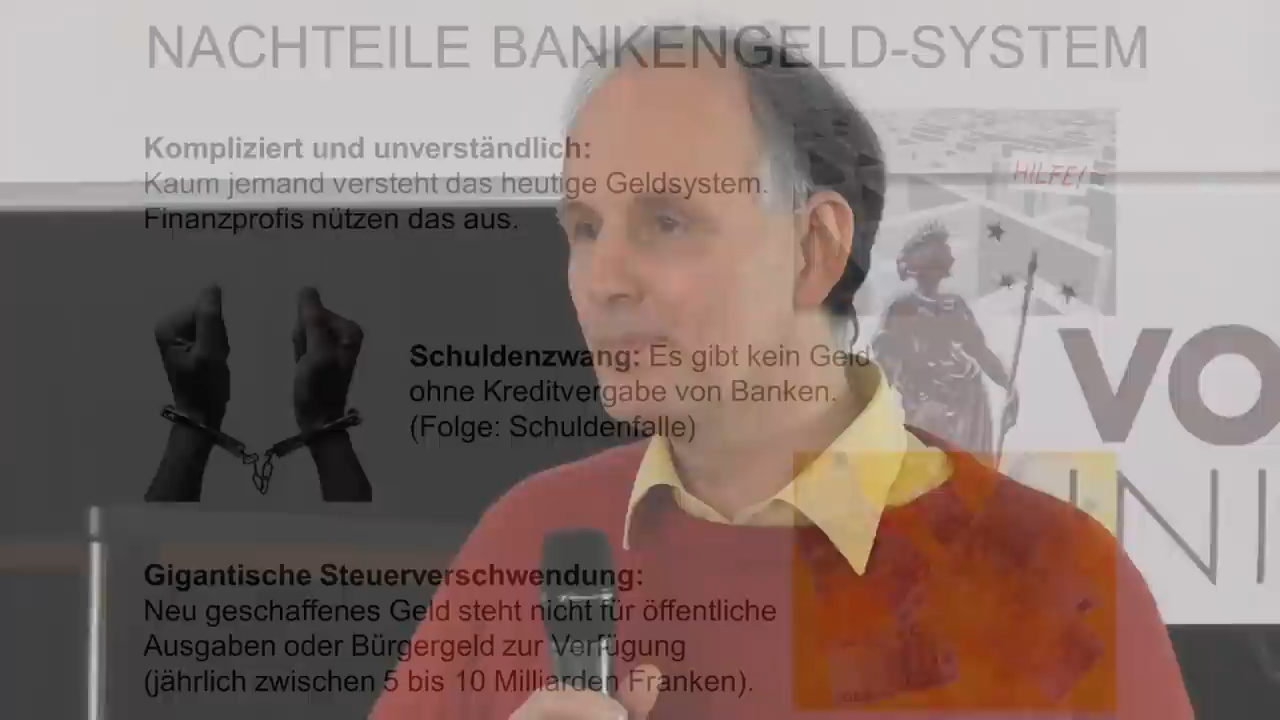 NACHTEILE BANKENGELD-SYSTEM
Kompliziert und unverständlich:
Kaum jemand versteht das heutige Geldsystem.
Finanzprofis nützen das aus.
HILFE!
Schuldenzwang: Es gibt kein Geld
ohne Kreditvergabe von Banken.
(Folge: Schuldenfalle)
VO
INI
Gigantische Steuerverschwendung:
Neu geschaffenes Geld steht nicht für öffentliche
Ausgaben oder Bürgergeld zur Verfügung
(jährlich zwischen 5 bis 10 Milliarden Franken).